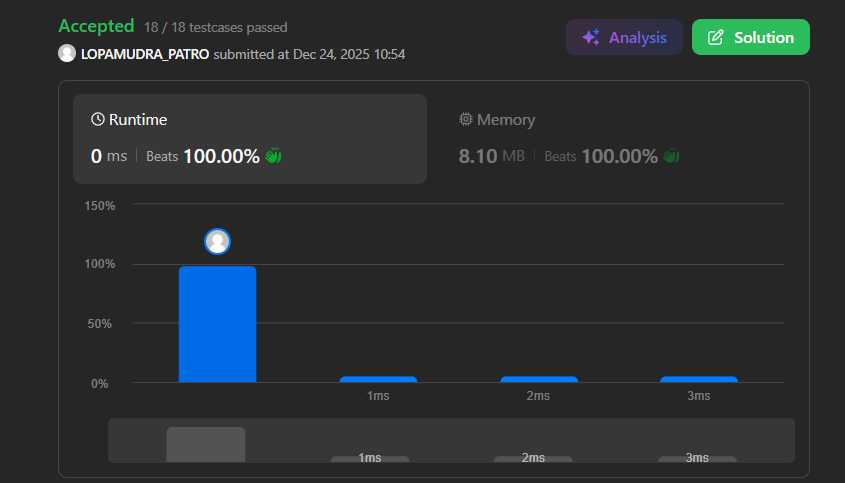 Accepted 18 / 18 testcases passed
LOPAMUDRA_PATRO submitted at Dec 24, 2025 10:54
Analysis
Solution
Runtime
0 ms | Beats 100.00%
Memory
8.10 MB | Beats 100.00%
150%
100%
50%
0%
1ms 2ms 3ms
1ms 2ms 3ms